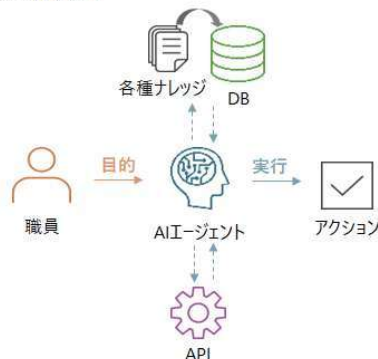 各種ナレッジ
DB
目的
実行
職員
AIエージェント
アクション
API